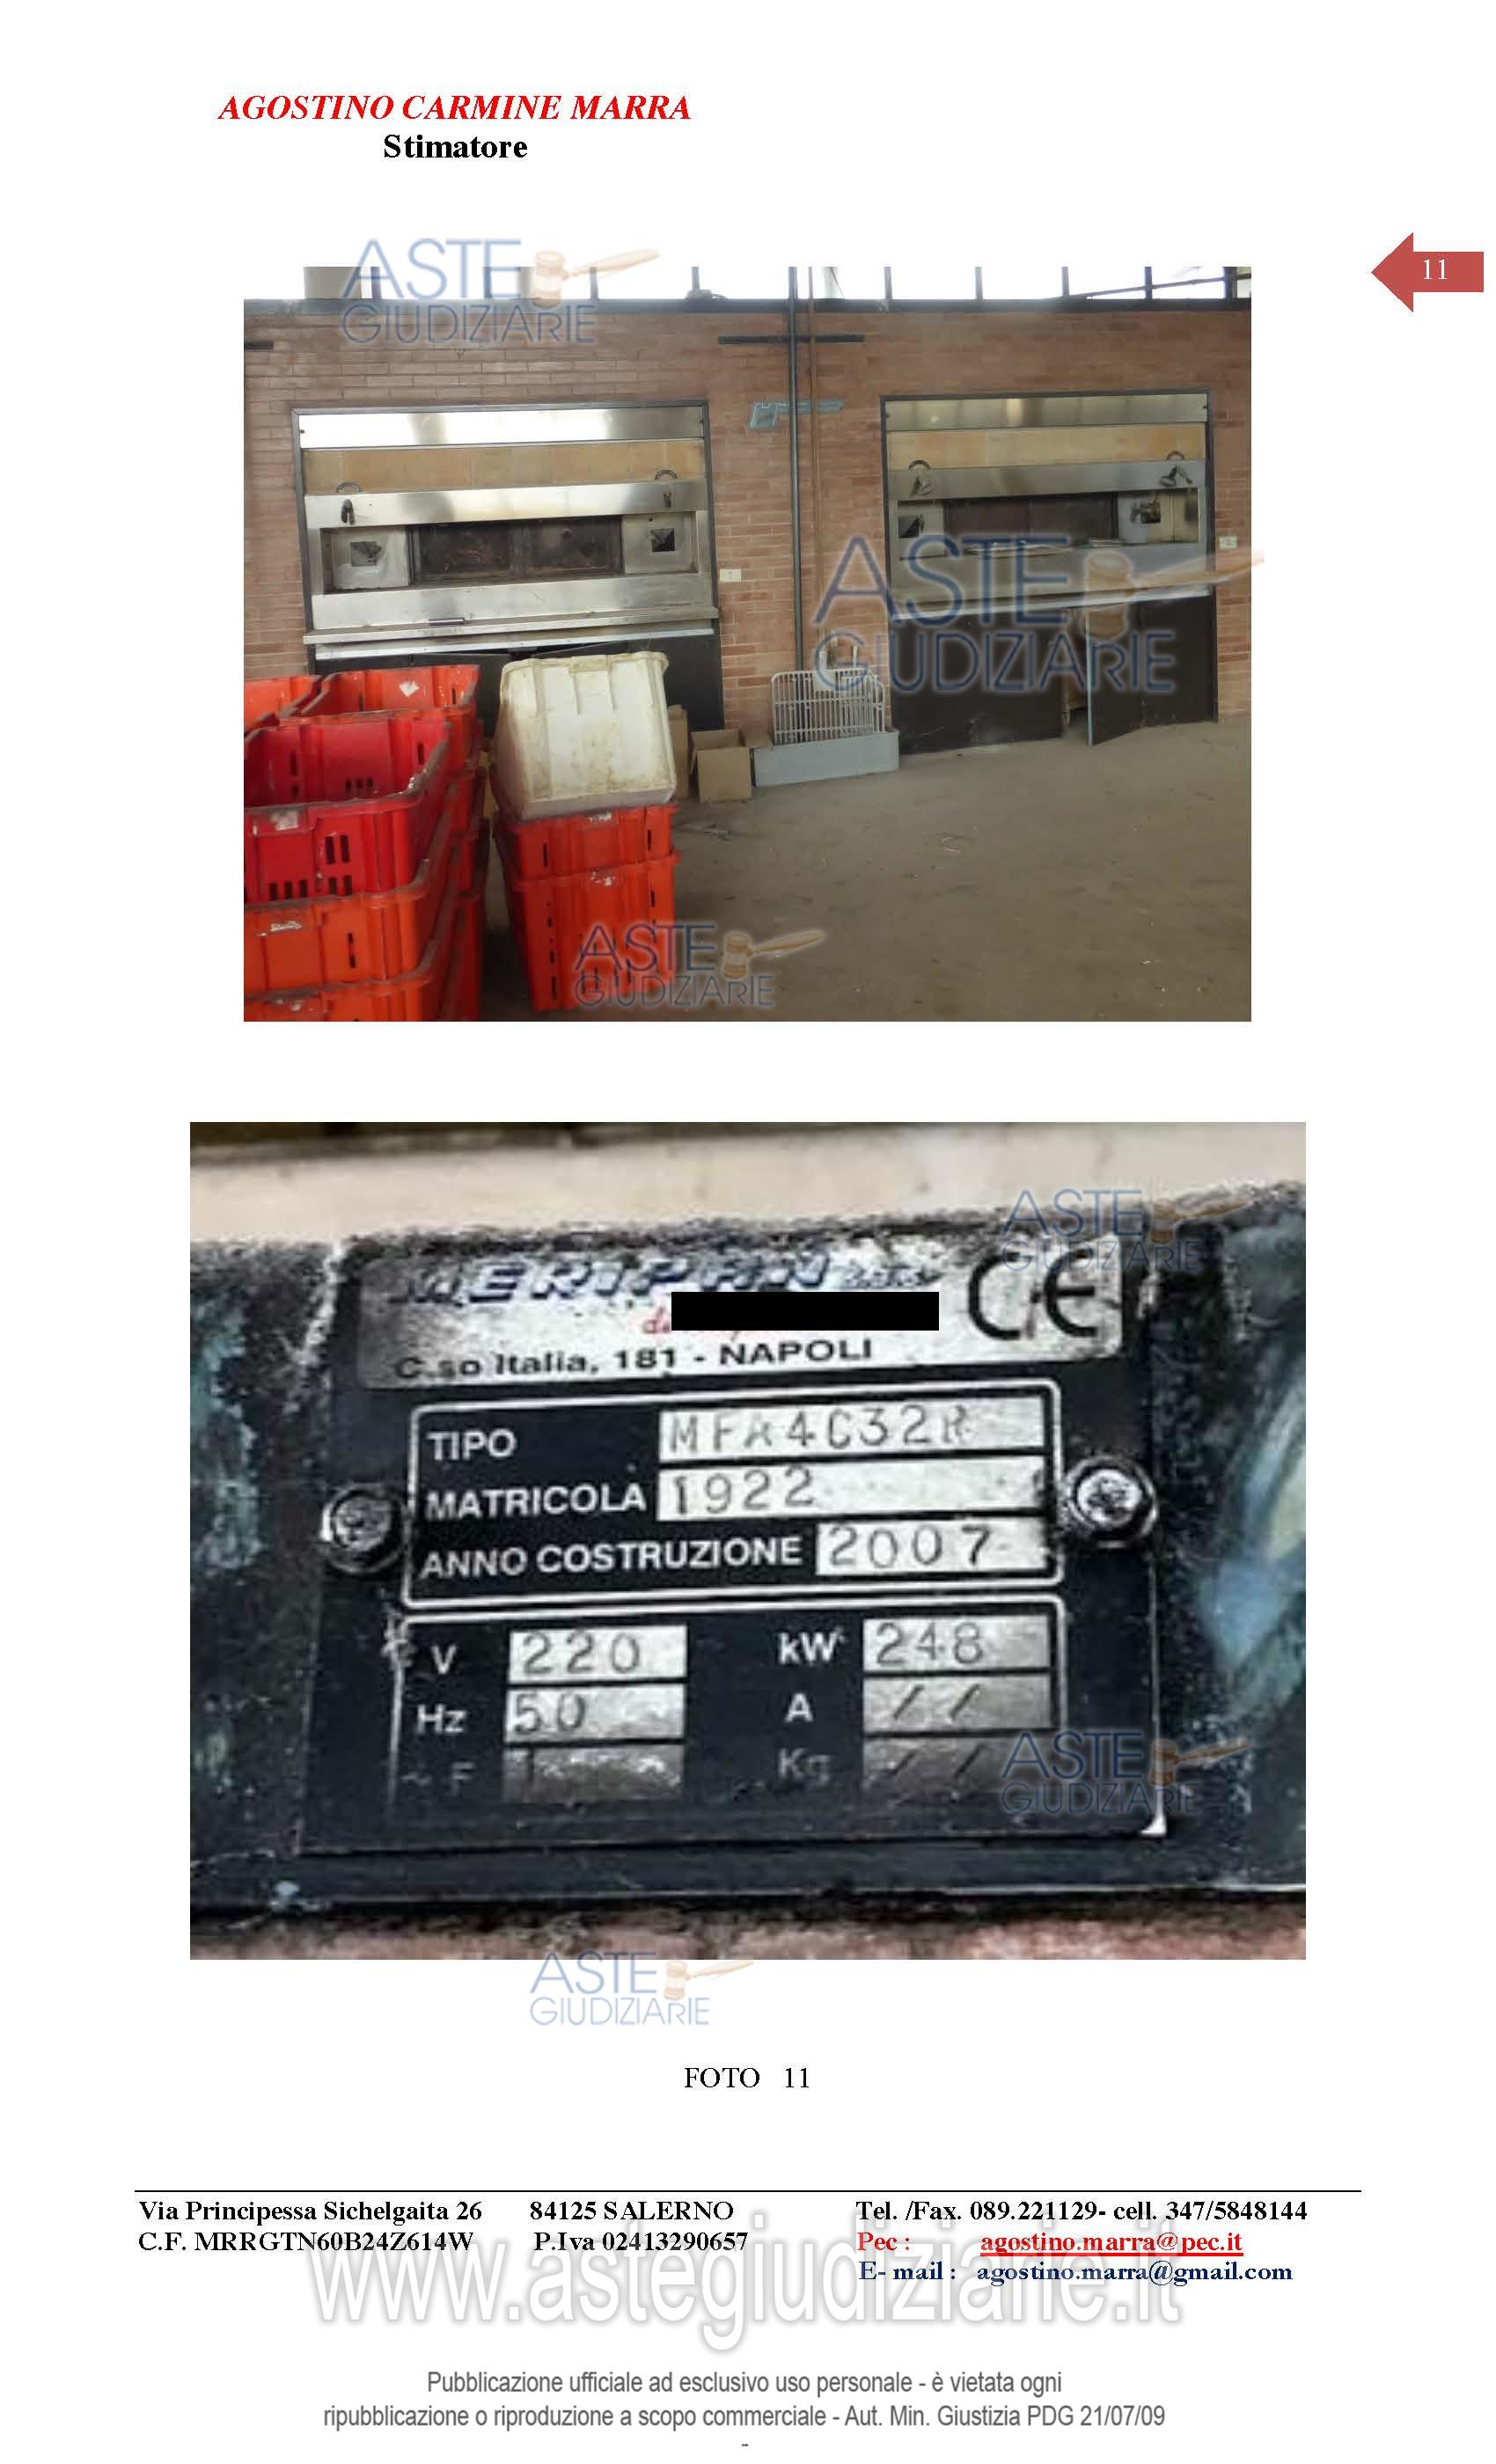 AGOSTINO CARMINE MARRA
Stimatore
11
ASTE
GIUDIZIARIE
ASTE
GIUDIZIARIE
ASTE
GIUDIZIARIE
ASTE
GIUDIZIARIE
MERIPAN
CE
C.so Italia, 181 - NAPOLI
TIPO MFA4C32R
MATRICOLA 1922
ANNO COSTRUZIONE 2007
V 220 kW 248
Hz 50 A //
F Kg //
ASTE
GIUDIZIARIE
ASTE
GIUDIZIARIE
FOTO 11
Via Principessa Sichelgaita 26 84125 SALERNO Tel. /Fax. 089.221129- cell. 347/5848144
C.F. MRRGTN60B24Z614W P.Iva 02413290657 Pec : agostino.marra@pec.it
E- mail : agostino.marra@gmail.com
www.astegiudiziarie.it
Pubblicazione ufficiale ad esclusivo uso personale - è vietata ogni
ripubblicazione o riproduzione a scopo commerciale - Aut. Min. Giustizia PDG 21/07/09